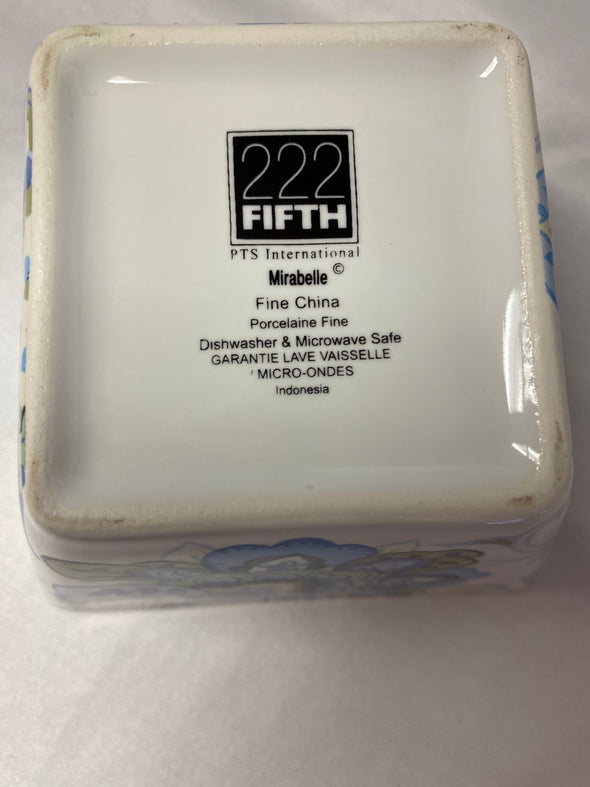 222
FIFTH
PTS International
Mirabelle ©
Fine China
Porcelaine Fine
Dishwasher & Microwave Safe
GARANTIE LAVE VAISSELLE
/ MICRO-ONDES
Indonesia